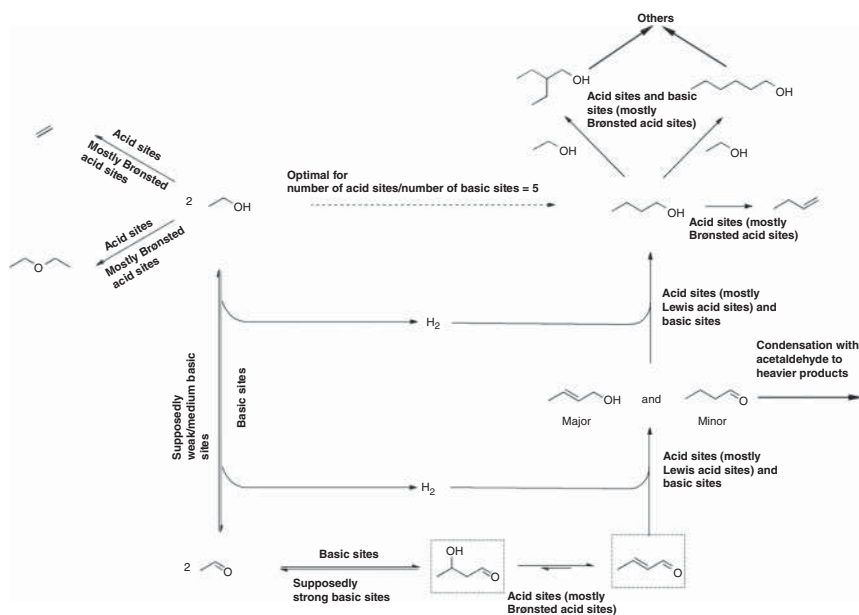 Others
OH
OH
Acid sites and basic
sites (mostly
Brønsted acid sites)
OH
OH
Acid sites
Mostly Brønsted
acid sites
2
OH
Optimal for
number of acid sites/number of basic sites = 5
OH
Acid sites (mostly
Brønsted acid sites)
Acid sites
Mostly Brønsted
acid sites
O
Acid sites (mostly
Lewis acid sites) and
basic sites
H2
Condensation with
acetaldehyde to
heavier products
Supposedly
weak/medium basic
sites
Basic sites
OH
and
O
Major
Minor
Acid sites (mostly
Lewis acid sites) and
basic sites
H2
OH
2
O
Basic sites
O
O
Supposedly
strong basic sites
Acid sites (mostly
Brønsted acid sites)